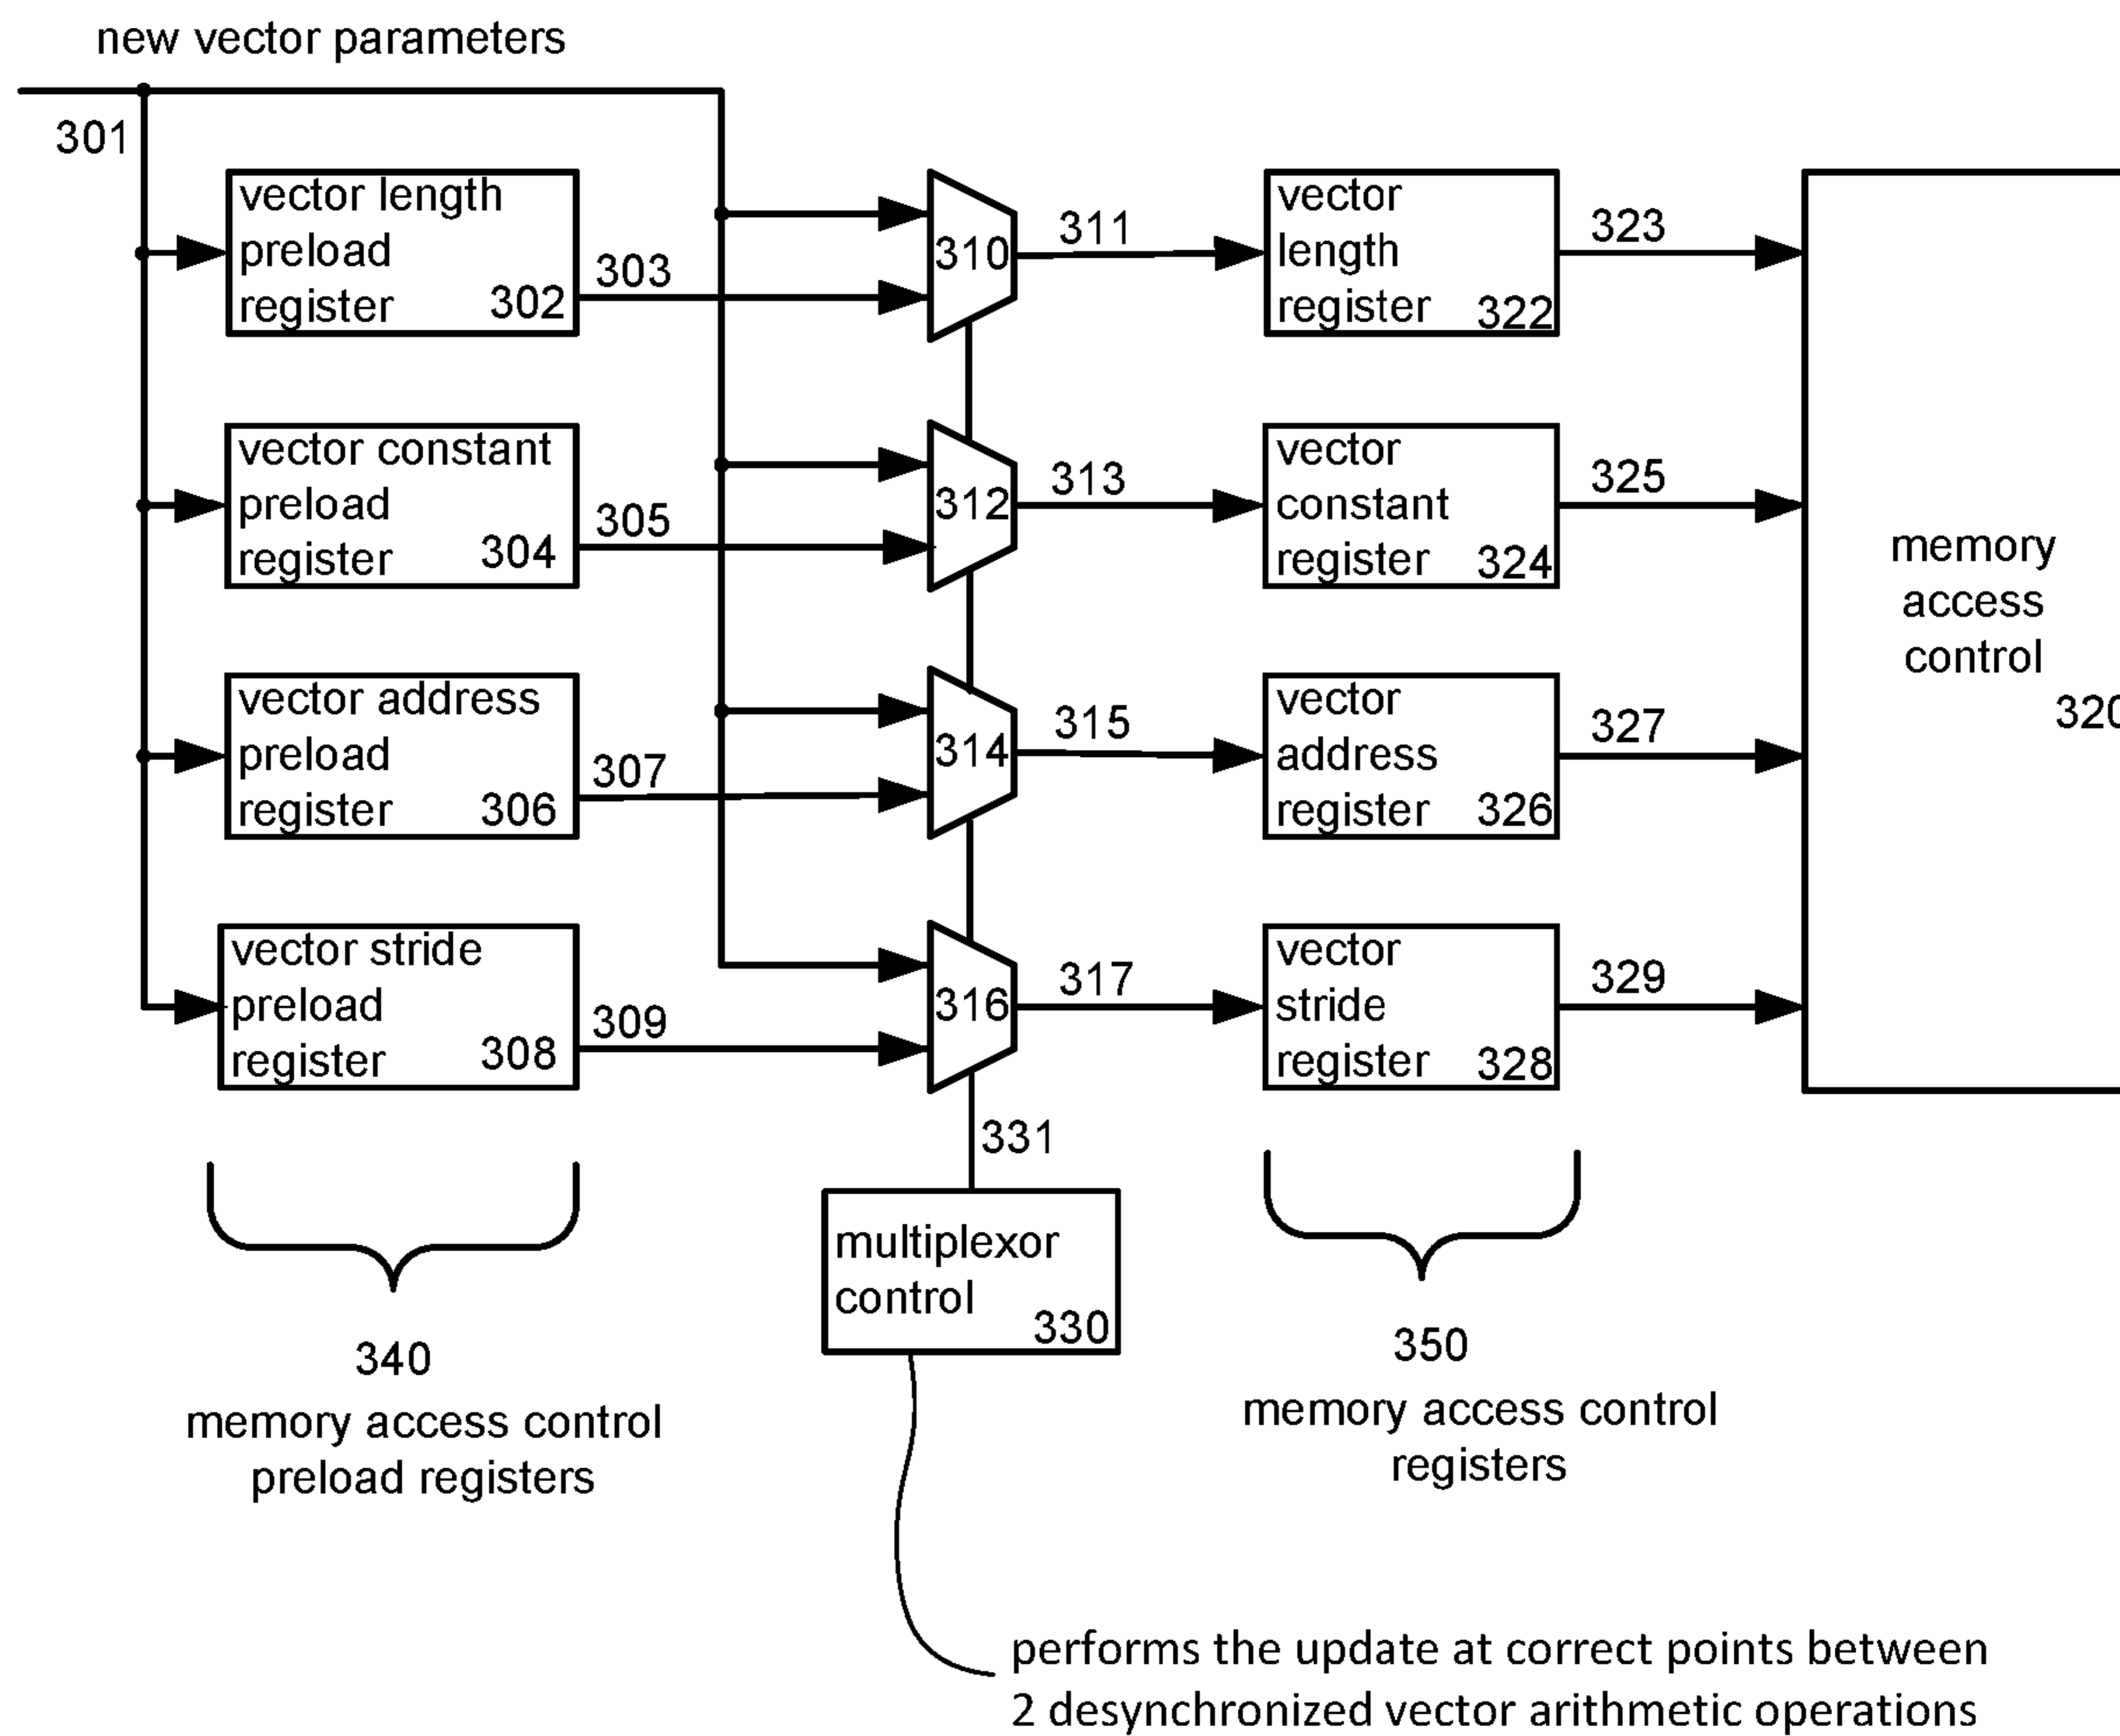 new vector parameters
301
vector length
preload
register 302
303
310
311
vector
length
register 322
323
vector constant
preload
register 304
305
312
313
vector
constant
register 324
325
memory
access
control
320
vector address
preload
register 306
307
314
315
vector
address
register 326
327
vector stride
preload
register 308
309
316
317
vector
stride
register 328
329
331
multiplexor
control
330
340
memory access control
preload registers
350
memory access control
registers
performs the update at correct points between
2 desynchronized vector arithmetic operations